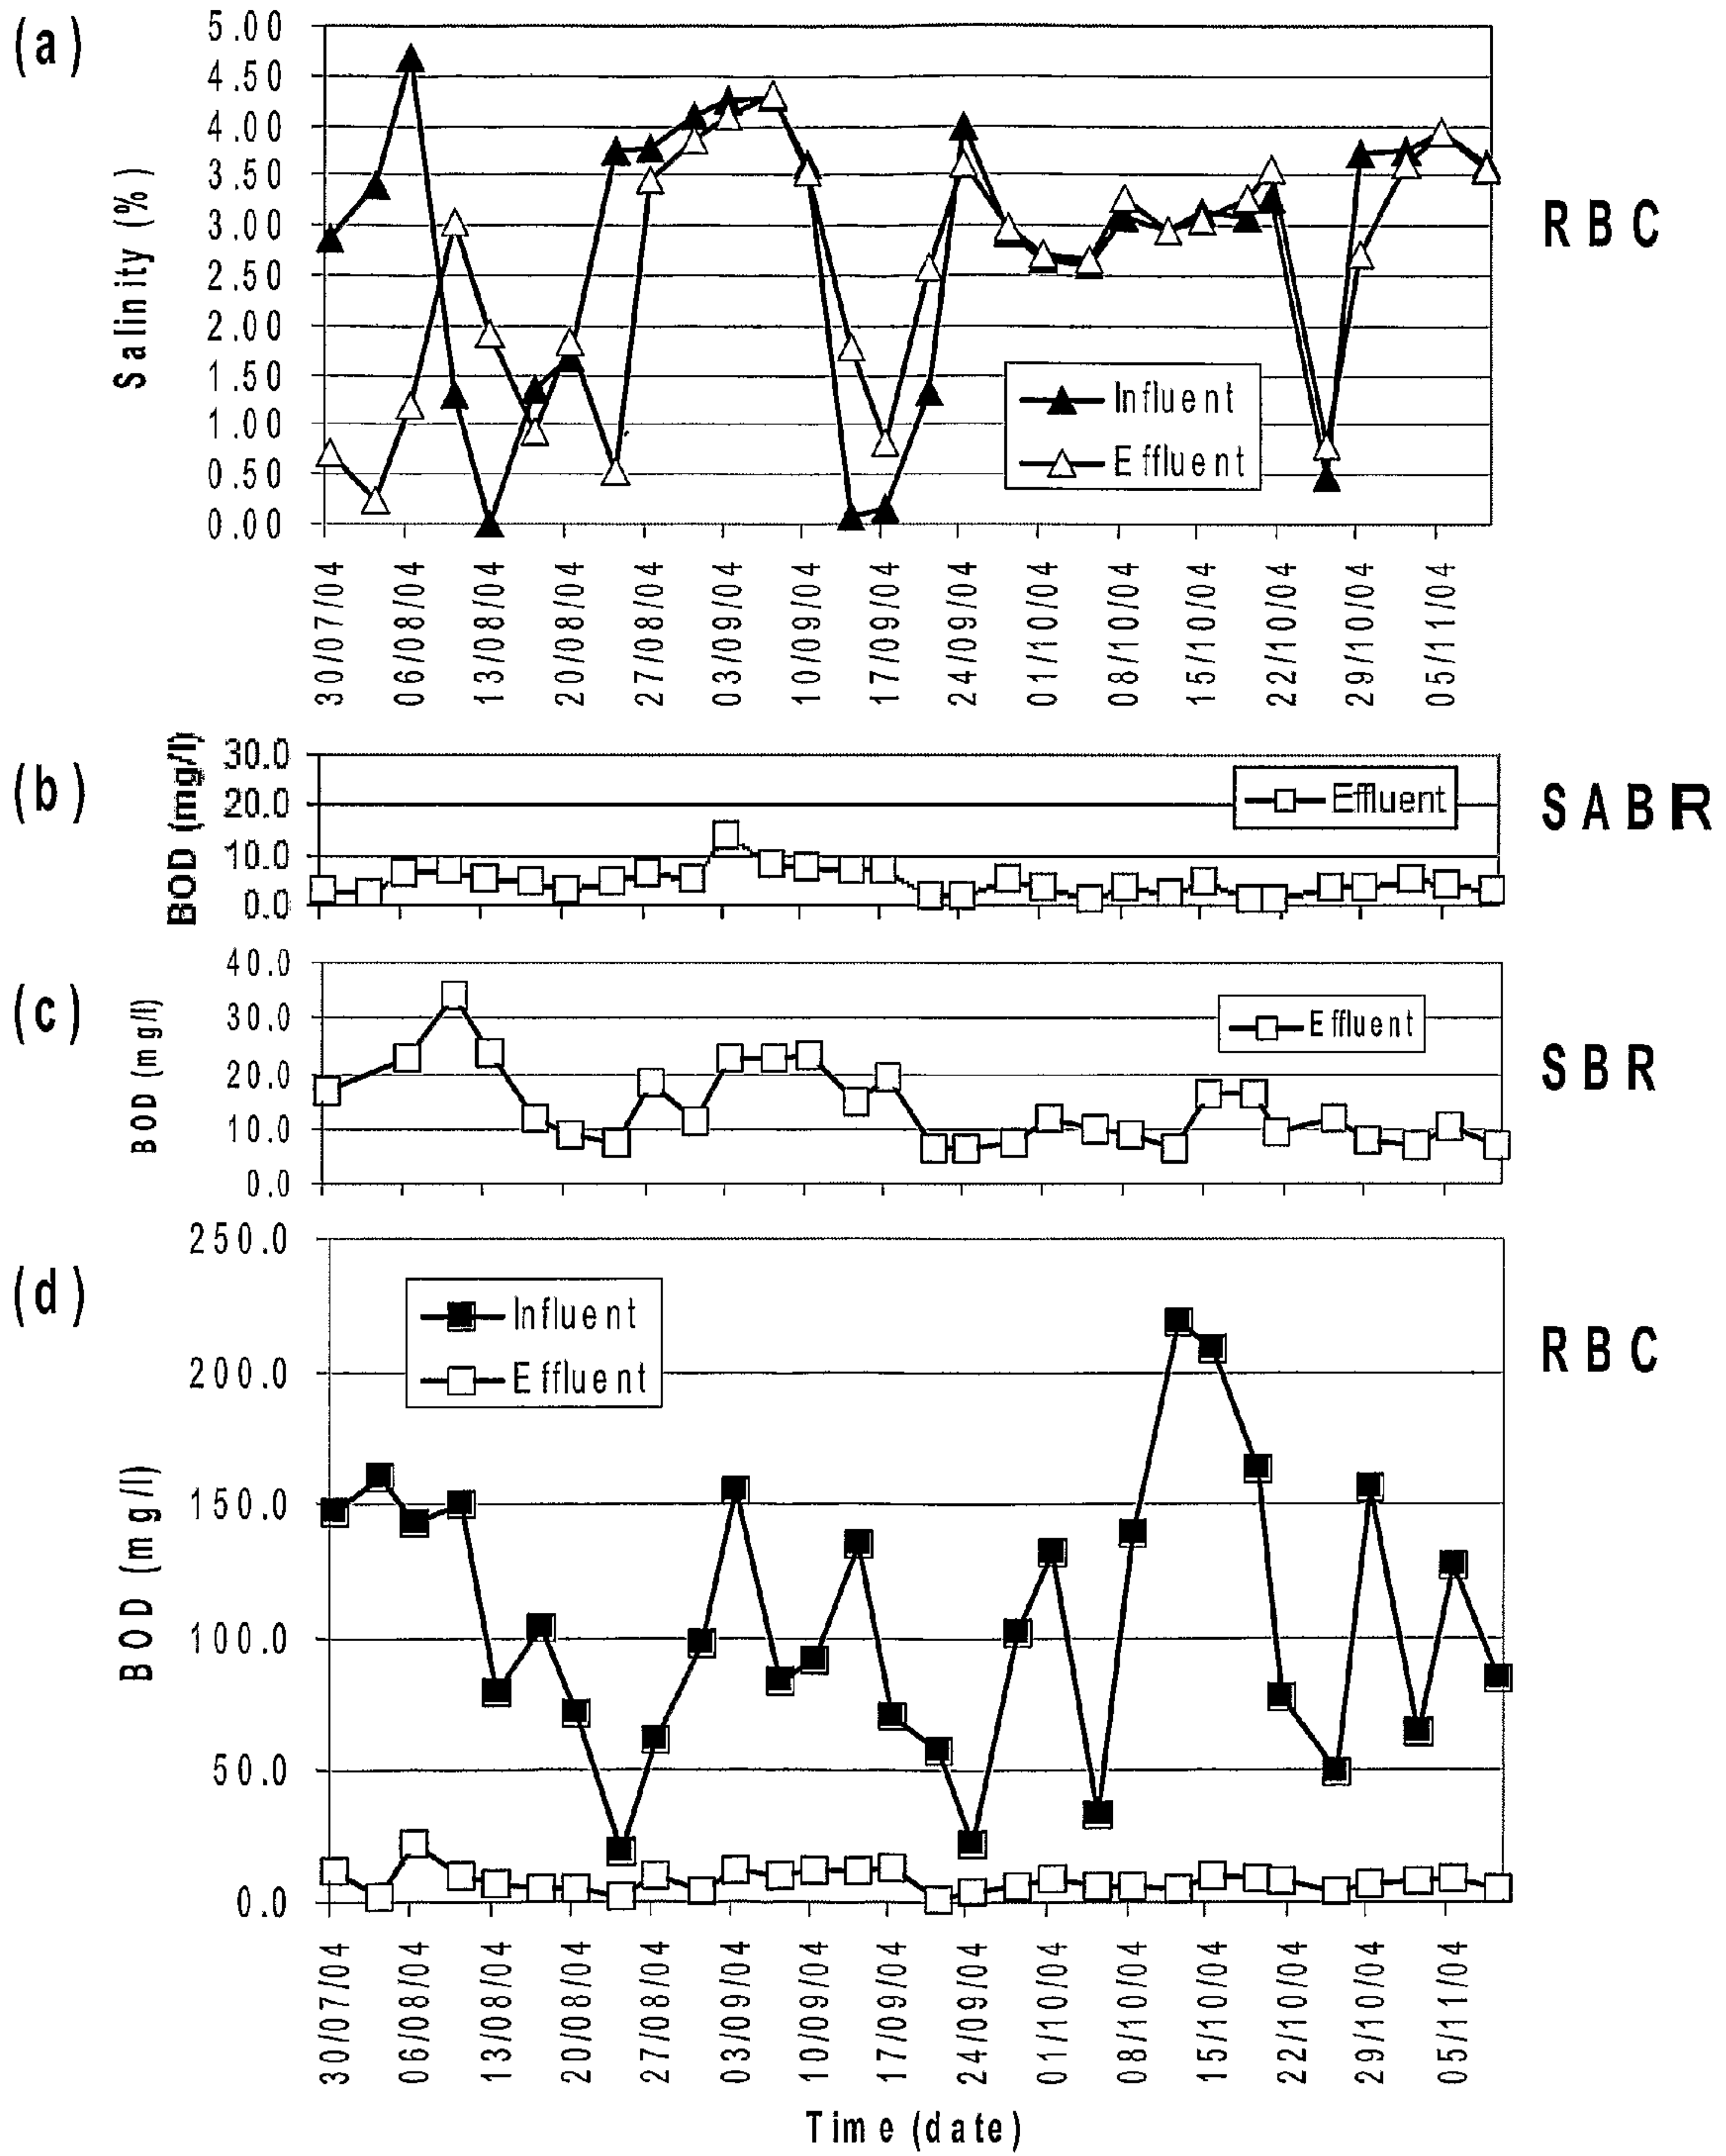 (a)
Salinity (%)
5.00
4.50
4.00
3.50
3.00
2.50
2.00
1.50
1.00
0.50
0.00
Influent
Effluent
RBC
30/07/04
06/08/04
13/08/04
20/08/04
27/08/04
03/09/04
10/09/04
17/09/04
24/09/04
01/10/04
08/10/04
15/10/04
22/10/04
29/10/04
05/11/04
(b)
BOD (mg/l)
30.0
20.0
10.0
0.0
Effluent
SABR
(c)
BOD (mg/l)
40.0
30.0
20.0
10.0
0.0
Effluent
SBR
(d)
BOD (mg/l)
250.0
200.0
150.0
100.0
50.0
0.0
Influent
Effluent
RBC
30/07/04
06/08/04
13/08/04
20/08/04
27/08/04
03/09/04
10/09/04
17/09/04
24/09/04
01/10/04
08/10/04
15/10/04
22/10/04
29/10/04
05/11/04
Time (date)